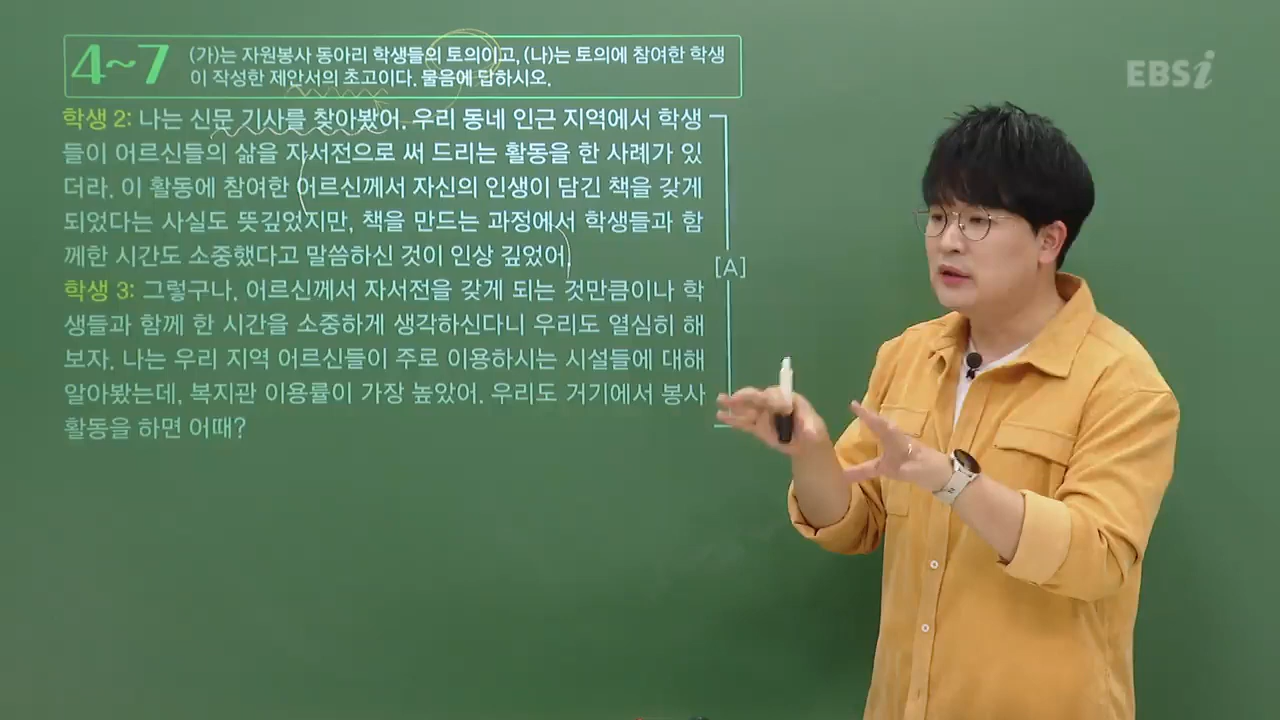 4~7
(가)는 자원봉사 동아리 학생들의 토의이고, (나)는 토의에 참여한 학생
이 작성한 제안서의 초고이다. 물음에 답하시오.
EBSi
학생 2: 나는 신문 기사를 찾아봤어. 우리 동네 인근 지역에서 학생
들이 어르신들의 삶을 자서전으로 써 드리는 활동을 한 사례가 있
더라. 이 활동에 참여한 어르신께서 자신의 인생이 담긴 책을 갖게
되었다는 사실도 뜻깊었지만, 책을 만드는 과정에서 학생들과 함
께한 시간도 소중했다고 말씀하신 것이 인상 깊었어.
[A]
학생 3: 그렇구나. 어르신께서 자서전을 갖게 되는 것만큼이나 학
생들과 함께 한 시간을 소중하게 생각하신다니 우리도 열심히 해
보자. 나는 우리 지역 어르신들이 주로 이용하시는 시설들에 대해
알아봤는데, 복지관 이용률이 가장 높았어. 우리도 거기에서 봉사
활동을 하면 어때?